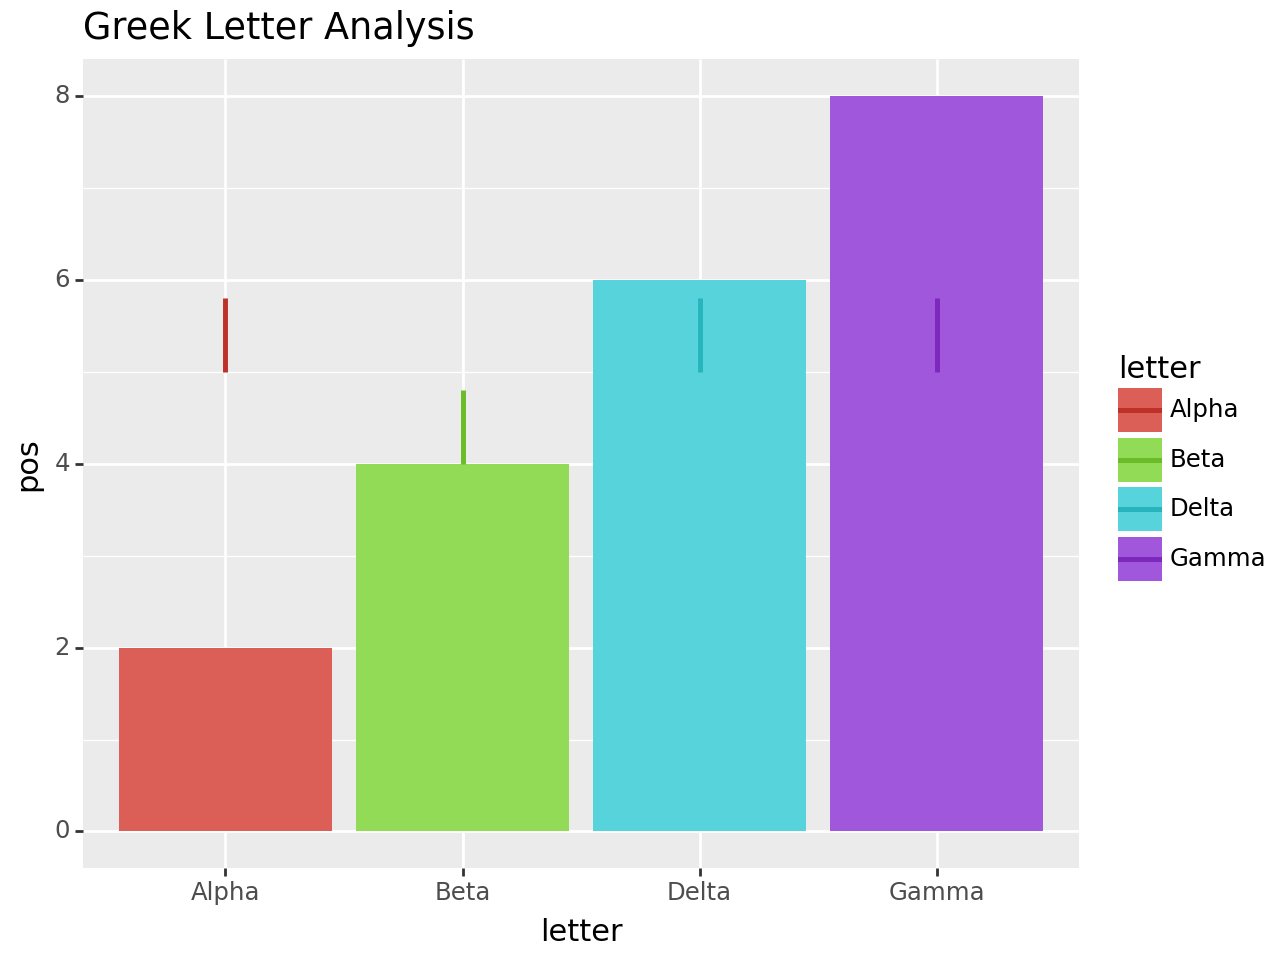 Greek Letter Analysis
8
6
4
2
0
pos
Alpha
Beta
Delta
Gamma
letter
letter
Alpha
Beta
Delta
Gamma